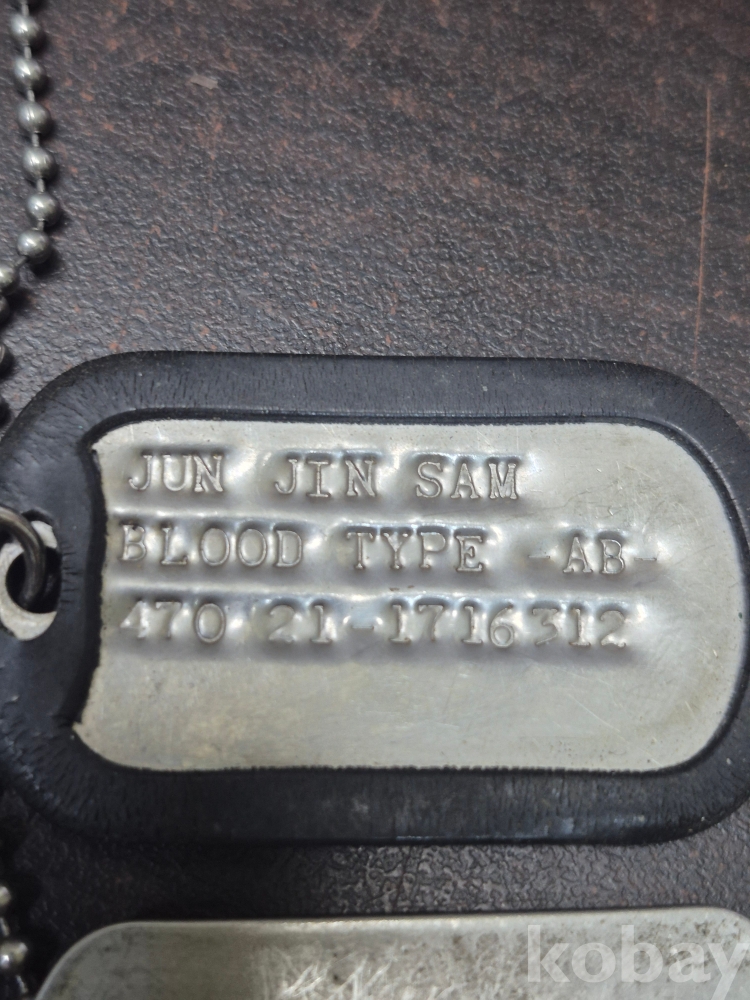 JUN JIN SAM
BLOOD TYPE -AB-
470 21-1716312
kobay